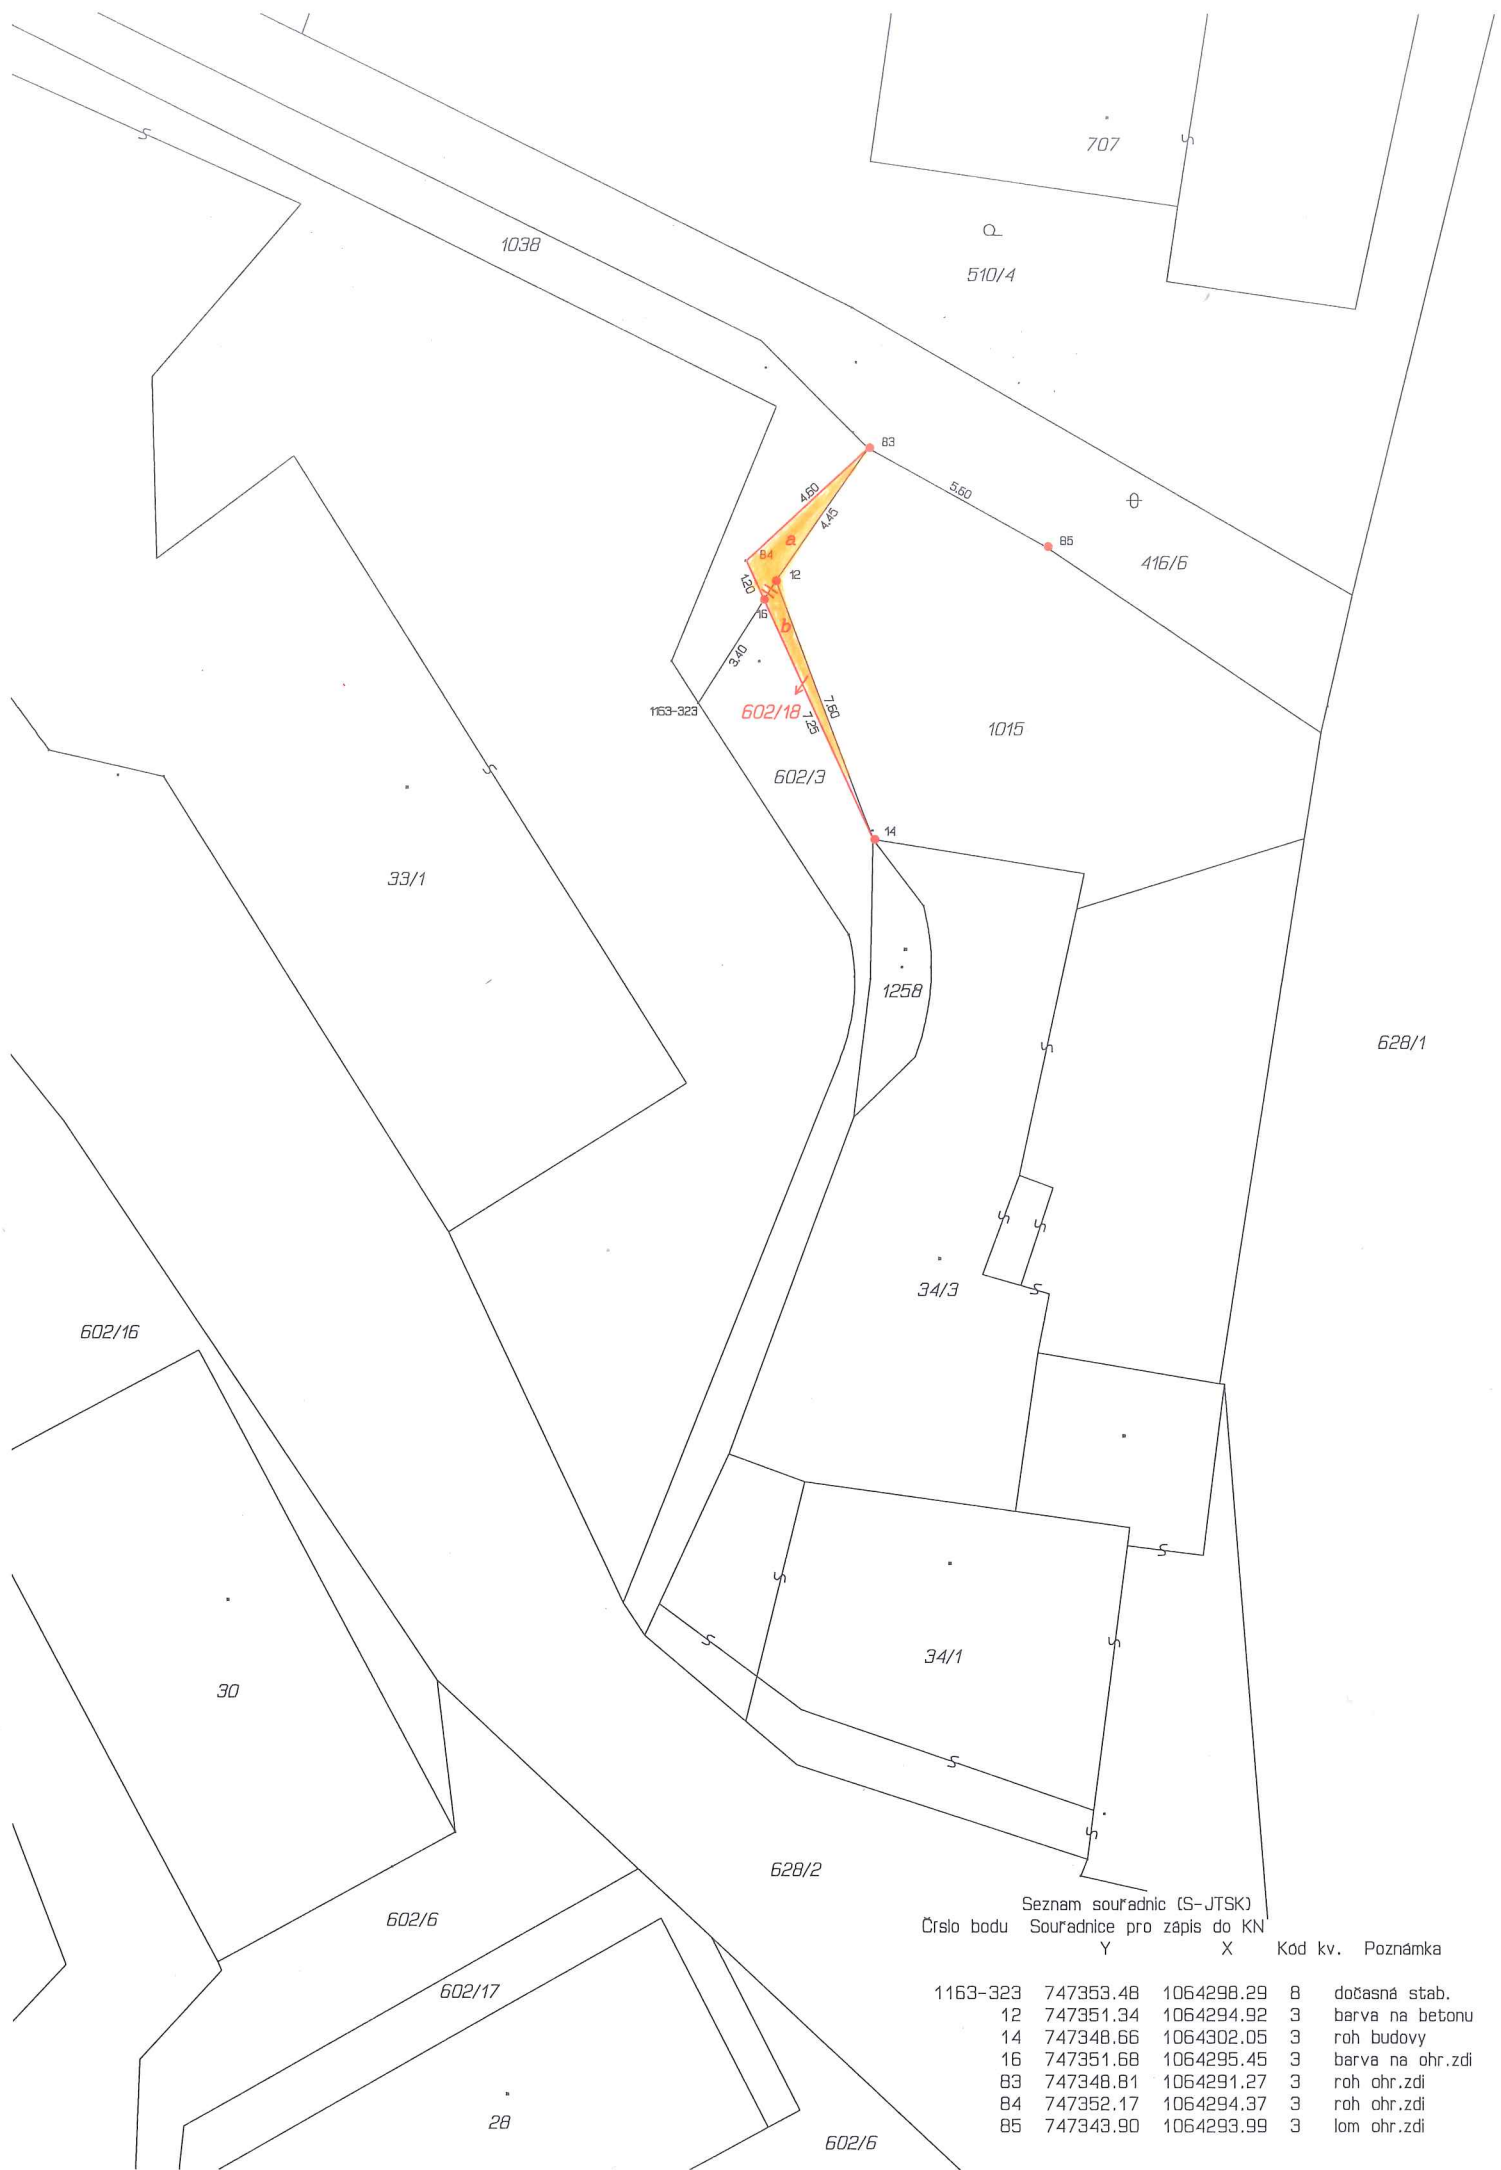 707
1038
510/4
83
4.60
4.45
5.60
a
84
85
416/6
12
1.20
16
b
3.40
1163-323
602/18
7.60
7.25
1015
602/3
14
33/1
1258
628/1
34/3
602/16
34/1
30
628/2
602/6
602/17
28
602/6
Seznam souřadnic (S-JTSK)
Číslo bodu Souřadnice pro zápis do KN
Y X Kód kv. Poznámka
1163-323 747353.48 1064298.29 8 dočasná stab.
12 747351.34 1064294.92 3 barva na betonu
14 747348.66 1064302.05 3 roh budovy
16 747351.68 1064295.45 3 barva na ohr.zdi
83 747348.81 1064291.27 3 roh ohr.zdi
84 747352.17 1064294.37 3 roh ohr.zdi
85 747343.90 1064293.99 3 lom ohr.zdi